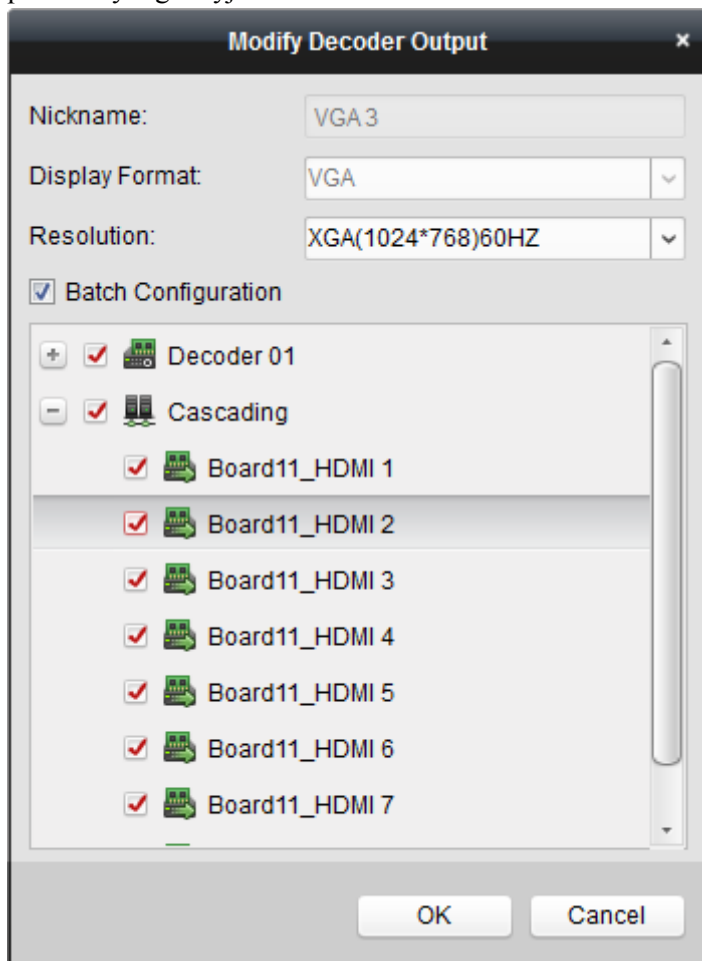 Modify Decoder Output
Nickname: VGA 3
Display Format: VGA
Resolution: XGA(1024*768)60HZ
Batch Configuration
Decoder 01
Cascading
Board11_HDMI 1
Board11_HDMI 2
Board11_HDMI 3
Board11_HDMI 4
Board11_HDMI 5
Board11_HDMI 6
Board11_HDMI 7
OK Cancel